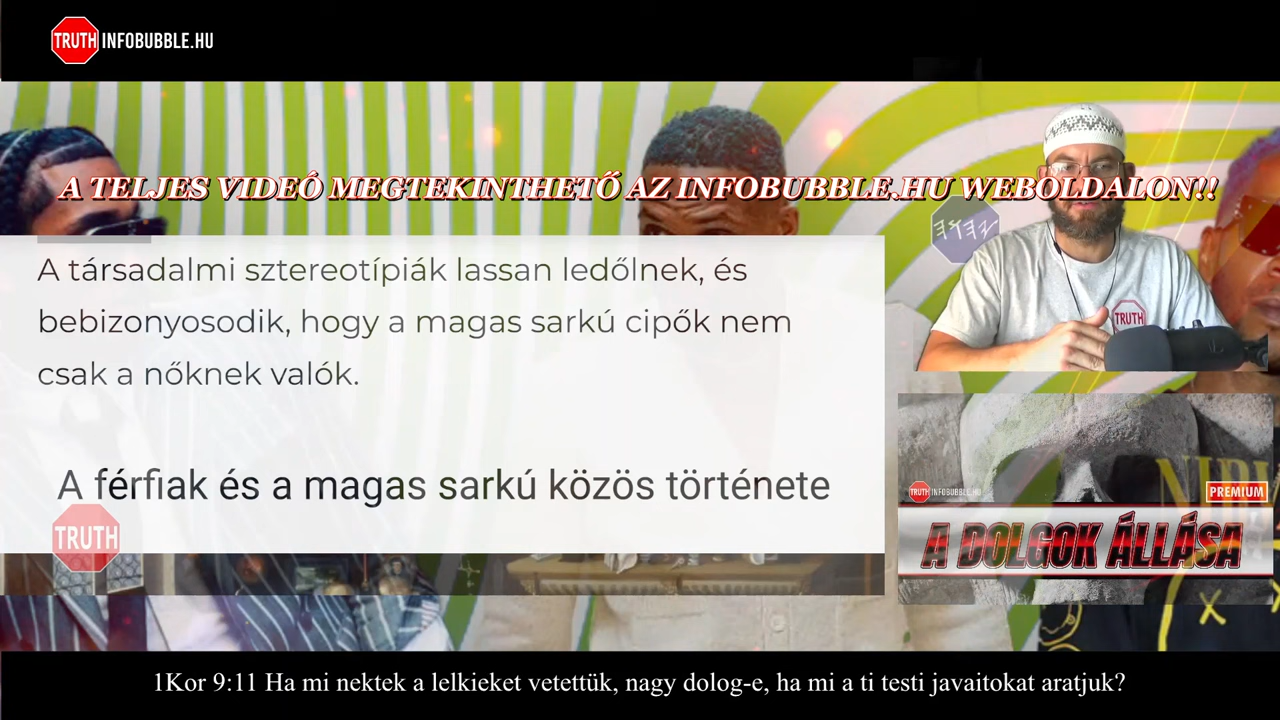 TRUTH INFOBUBBLE.HU
A TELJES VIDEÓ MEGTEKINTHETŐ AZ INFOBUBBLE.HU WEBOLDALON!!
A társadalmi sztereotípiák lassan ledőlnek, és
bebizonyosodik, hogy a magas sarkú cipők nem
csak a nőknek valók.
A férfiak és a magas sarkú közös története
TRUTH
TRUTH
TRUTH INFOBUBBLE.HU
PREMIUM
A DOLGOK ÁLLÁSA
1Kor 9:11 Ha mi nektek a lelkieket vetettük, nagy dolog-e, ha mi a ti testi javaitokat aratjuk?